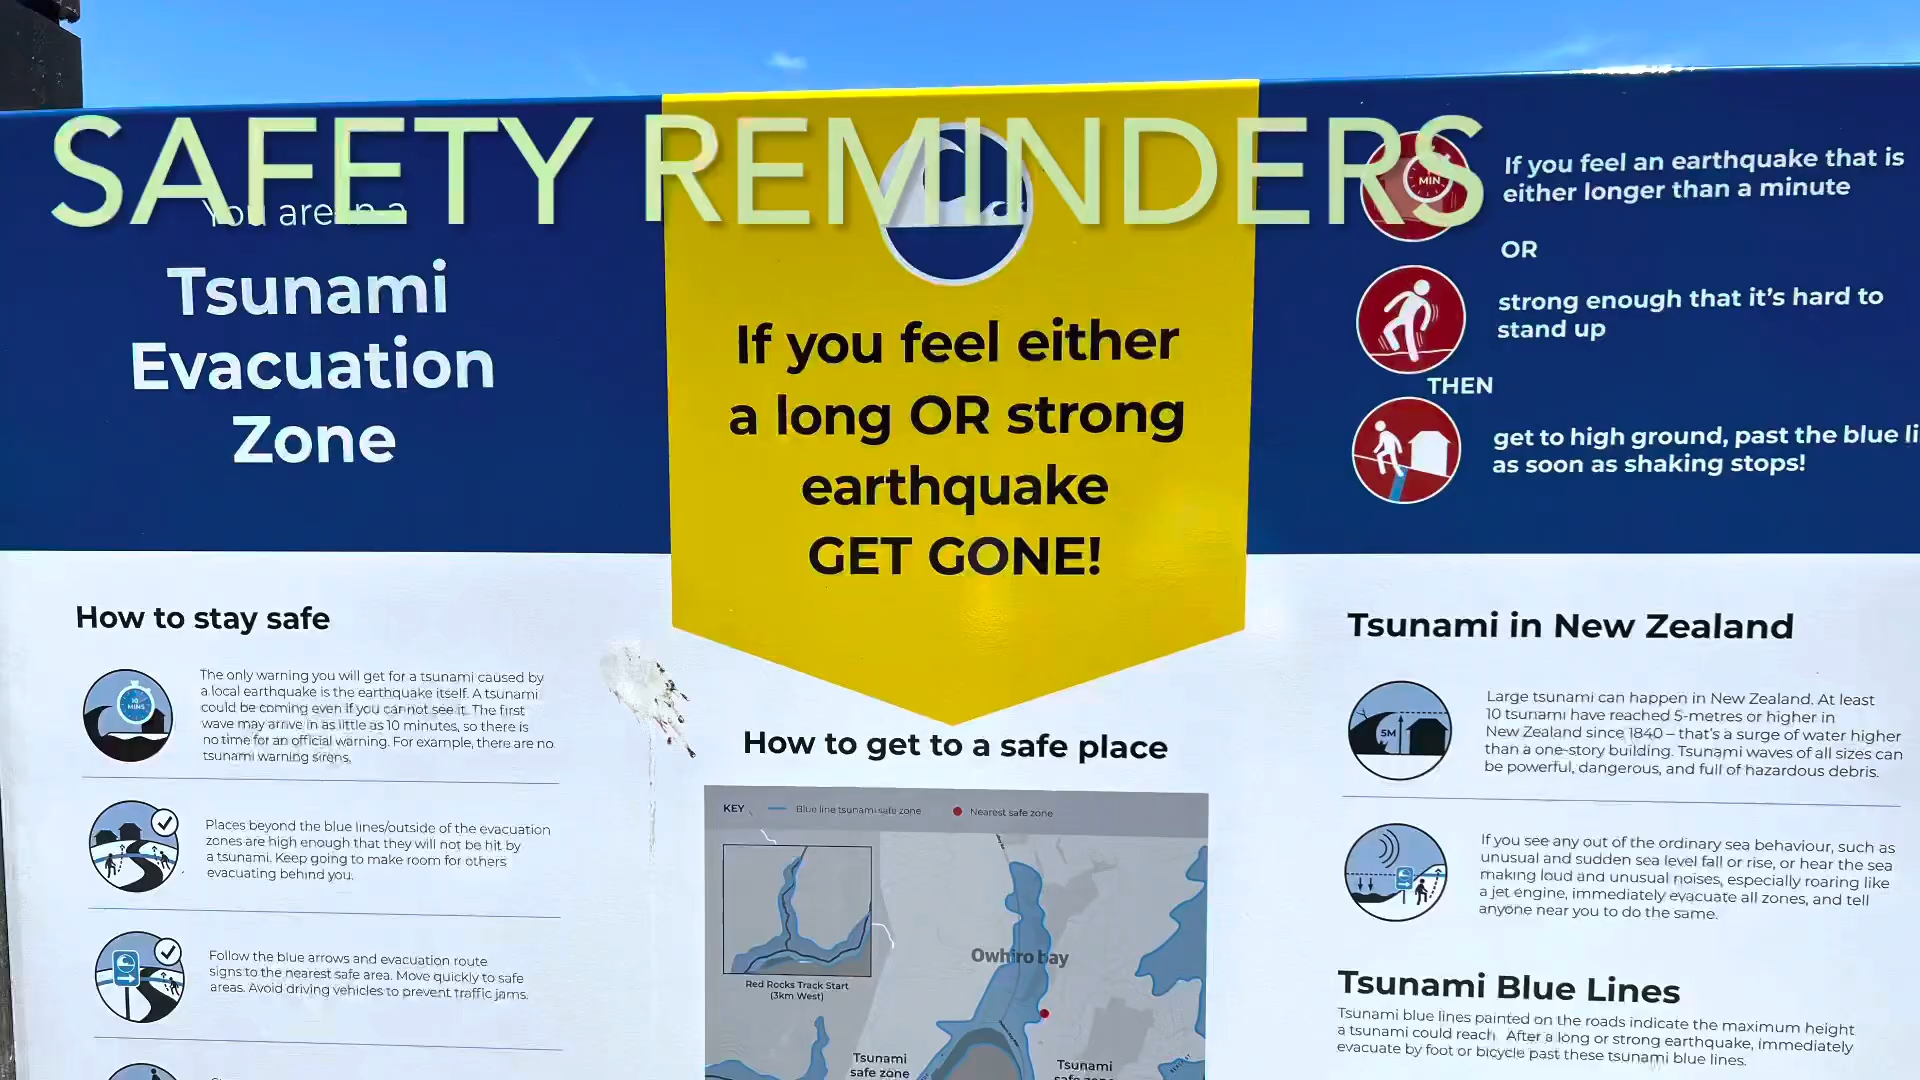 SAFETY REMINDERS
You are in a
Tsunami
Evacuation
Zone
If you feel either
a long OR strong
earthquake
GET GONE!
MIN
If you feel an earthquake that is
either longer than a minute
OR
strong enough that it's hard to
stand up
THEN
get to high ground, past the blue li
as soon as shaking stops!
How to stay safe
10
MINS
The only warning you will get for a tsunami caused by
a local earthquake is the earthquake itself. A tsunami
could be coming even if you cannot see it. The first
wave may arrive in as little as 10 minutes, so there is
no time for an official warning. For example, there are no
tsunami warning sirens.
Places beyond the blue lines/outside of the evacuation
zones are high enough that they will not be hit by
a tsunami. Keep going to make room for others
evacuating behind you.
Follow the blue arrows and evacuation route
signs to the nearest safe area. Move quickly to safe
areas. Avoid driving vehicles to prevent traffic jams.
How to get to a safe place
KEY
Blue line tsunami safe zone
Nearest safe zone
Red Rocks Track Start
(3km West)
Owhiro bay
Tsunami
safe zone
Tsunami
safe zone
Tsunami in New Zealand
5M
Large tsunami can happen in New Zealand. At least
10 tsunami have reached 5-metres or higher in
New Zealand since 1840 – that's a surge of water higher
than a one-story building. Tsunami waves of all sizes can
be powerful, dangerous, and full of hazardous debris.
If you see any out of the ordinary sea behaviour, such as
unusual and sudden sea level fall or rise, or hear the sea
making loud and unusual noises, especially roaring like
a jet engine, immediately evacuate all zones, and tell
anyone near you to do the same.
Tsunami Blue Lines
Tsunami blue lines painted on the roads indicate the maximum height
a tsunami could reach. After a long or strong earthquake, immediately
evacuate by foot or bicycle past these tsunami blue lines.